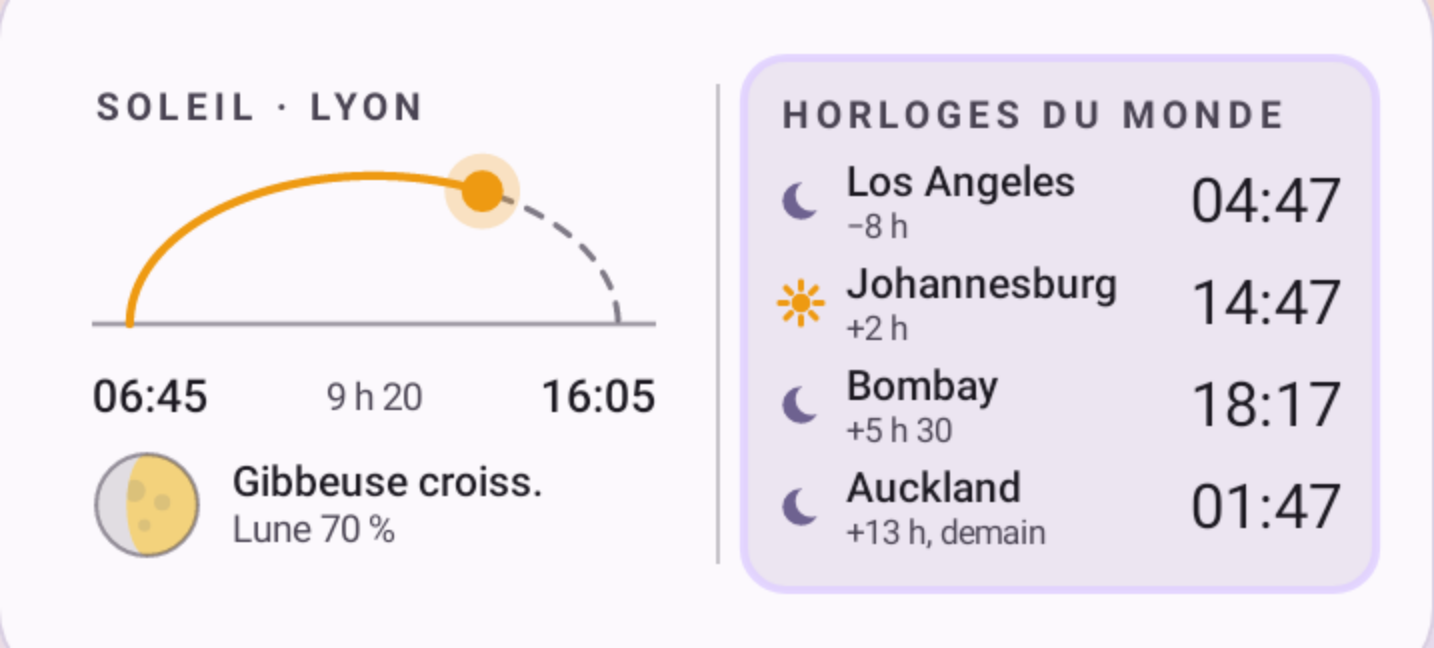 SOLEIL · LYON
06:45
9 h 20
16:05
Gibbeuse croiss.
Lune 70 %
HORLOGES DU MONDE
Los Angeles
−8 h
04:47
Johannesburg
+2 h
14:47
Bombay
+5 h 30
18:17
Auckland
+13 h, demain
01:47